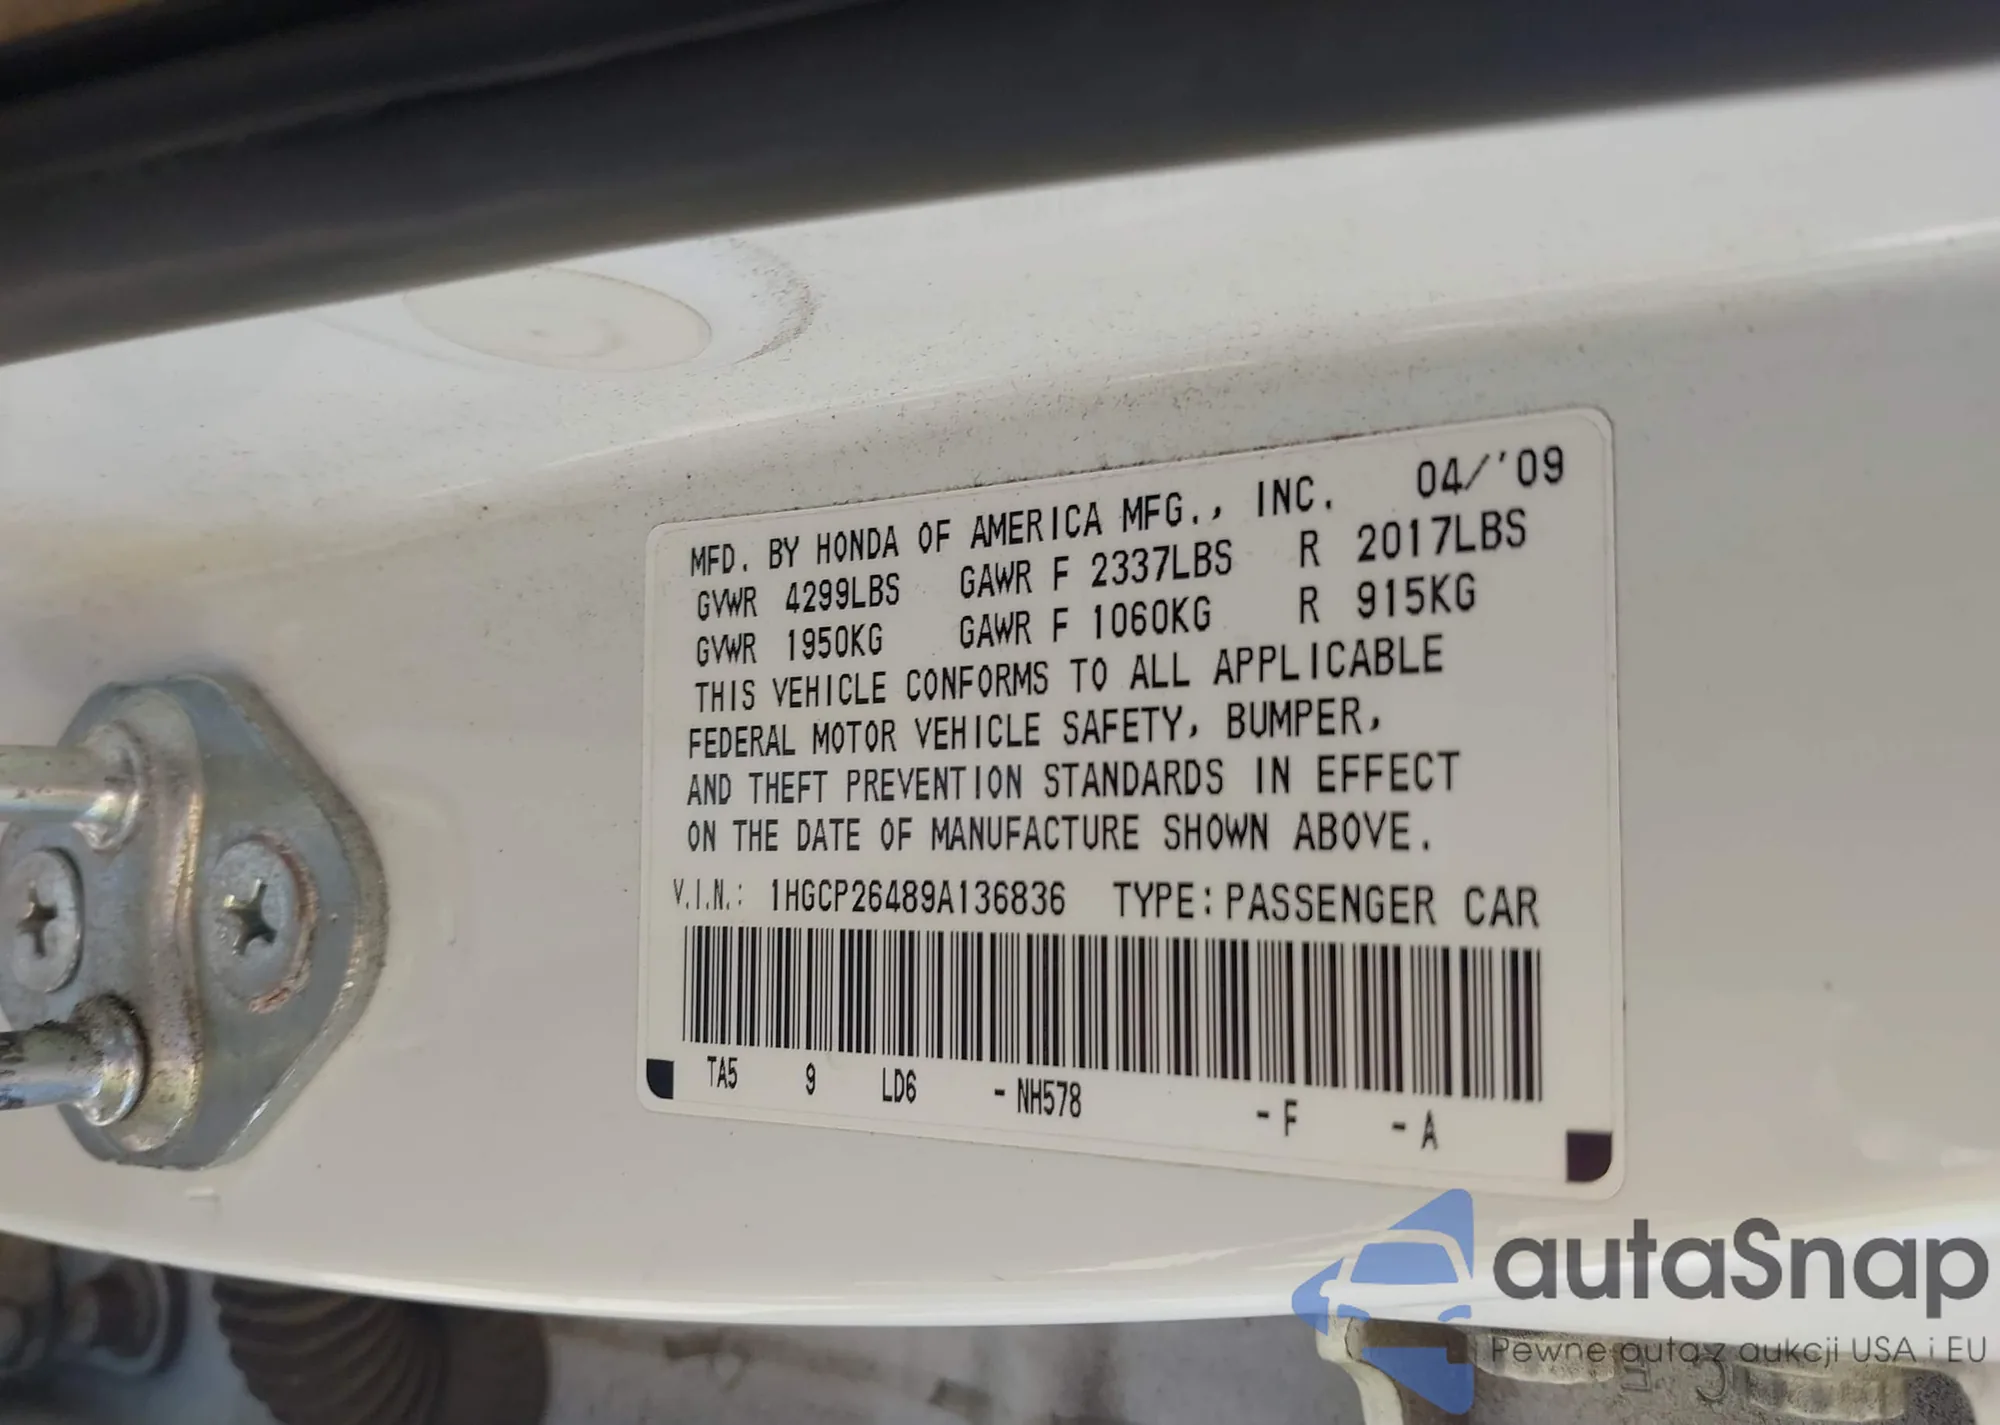 MFD. BY HONDA OF AMERICA MFG., INC. 04/'09
GVWR 4299LBS GAWR F 2337LBS R 2017LBS
GVWR 1950KG GAWR F 1060KG R 915KG
THIS VEHICLE CONFORMS TO ALL APPLICABLE
FEDERAL MOTOR VEHICLE SAFETY, BUMPER,
AND THEFT PREVENTION STANDARDS IN EFFECT
ON THE DATE OF MANUFACTURE SHOWN ABOVE.
V.I.N.: 1HGCP26489A136836 TYPE: PASSENGER CAR
TA5 9 LD6 -NH578 -F -A
autaSnap
Pewne auta z aukcji USA i EU